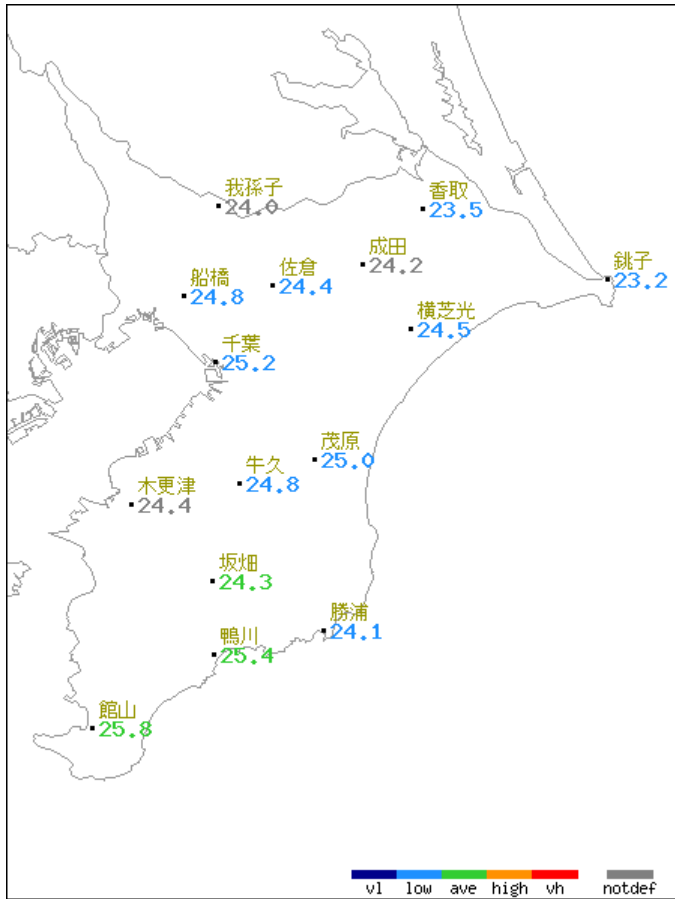 我孫子
24.0
香取
23.5
成田
24.2
銚子
23.2
船橋
24.8
佐倉
24.4
横芝光
24.5
千葉
25.2
茂原
25.0
牛久
24.8
木更津
24.4
坂畑
24.3
勝浦
24.1
鴨川
25.4
館山
25.8
vl low ave high vh notdef